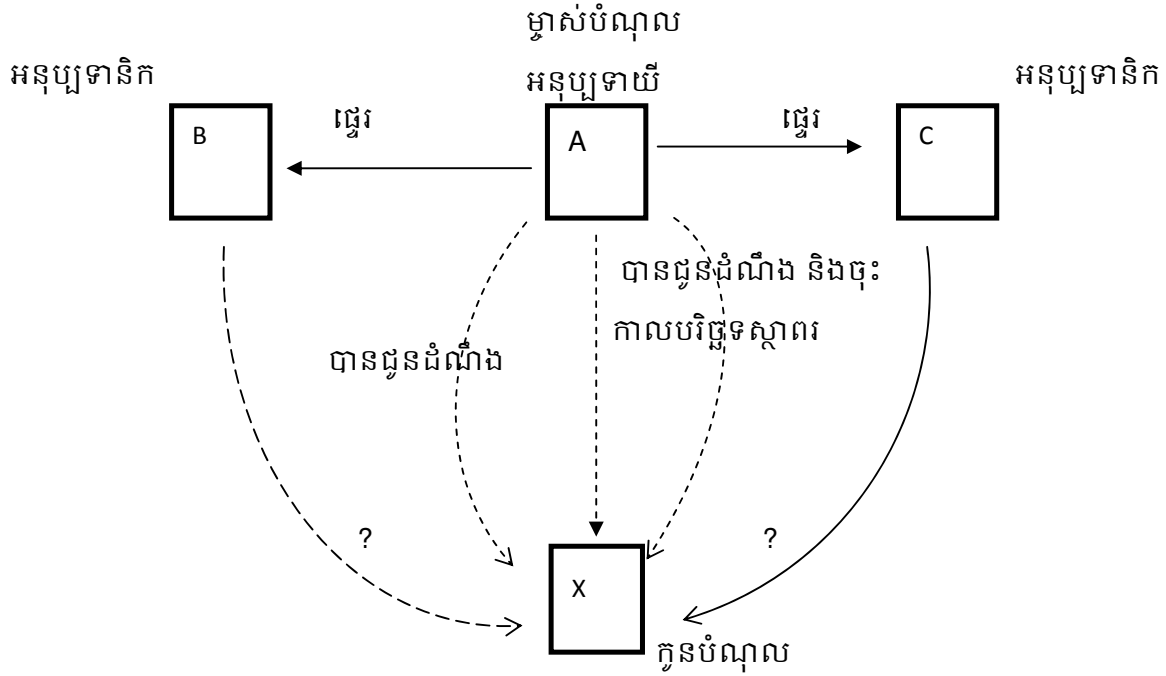 ម្ចាស់បំណុល
អនុប្បទានិក
អនុប្បទាយី
អនុប្បទានិក
B
ផ្ទេរ
A
ផ្ទេរ
C
បានជូនដំណឹង និងចុះ
កាលបរិច្ឆទស្ថាពរ
បានជូនដំណឹង
?
?
X
កូនបំណុល